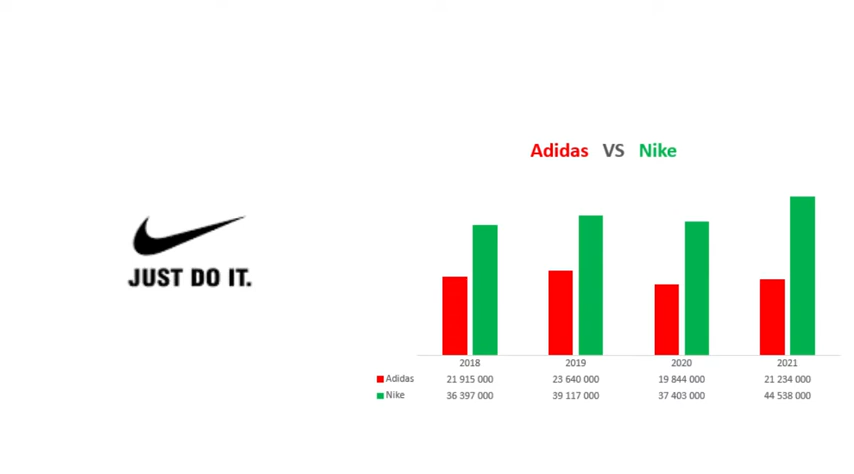 JUST DO IT.
Adidas VS Nike
2018 2019 2020 2021
Adidas 21 915 000 23 640 000 19 844 000 21 234 000
Nike 36 397 000 39 117 000 37 403 000 44 538 000